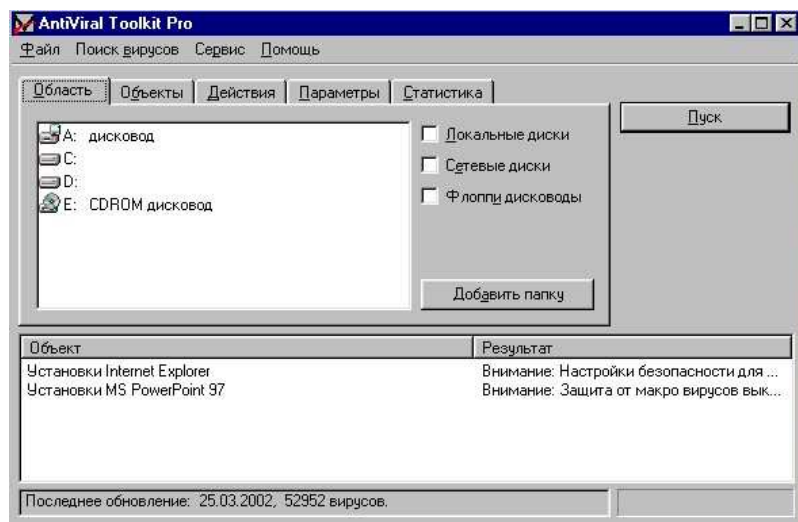 AntiViral Toolkit Pro
Файл Поиск вирусов Сервис Помощь
Область Объекты Действия Параметры Статистика
Пуск
A: дисковод
C:
D:
E: CDROM дисковод
Локальные диски
Сетевые диски
Флоппи дисководы
Добавить папку
Объект Результат
Установки Internet Explorer Внимание: Настройки безопасности для ...
Установки MS PowerPoint 97 Внимание: Защита от макро вирусов вык...
Последнее обновление: 25.03.2002, 52952 вирусов.